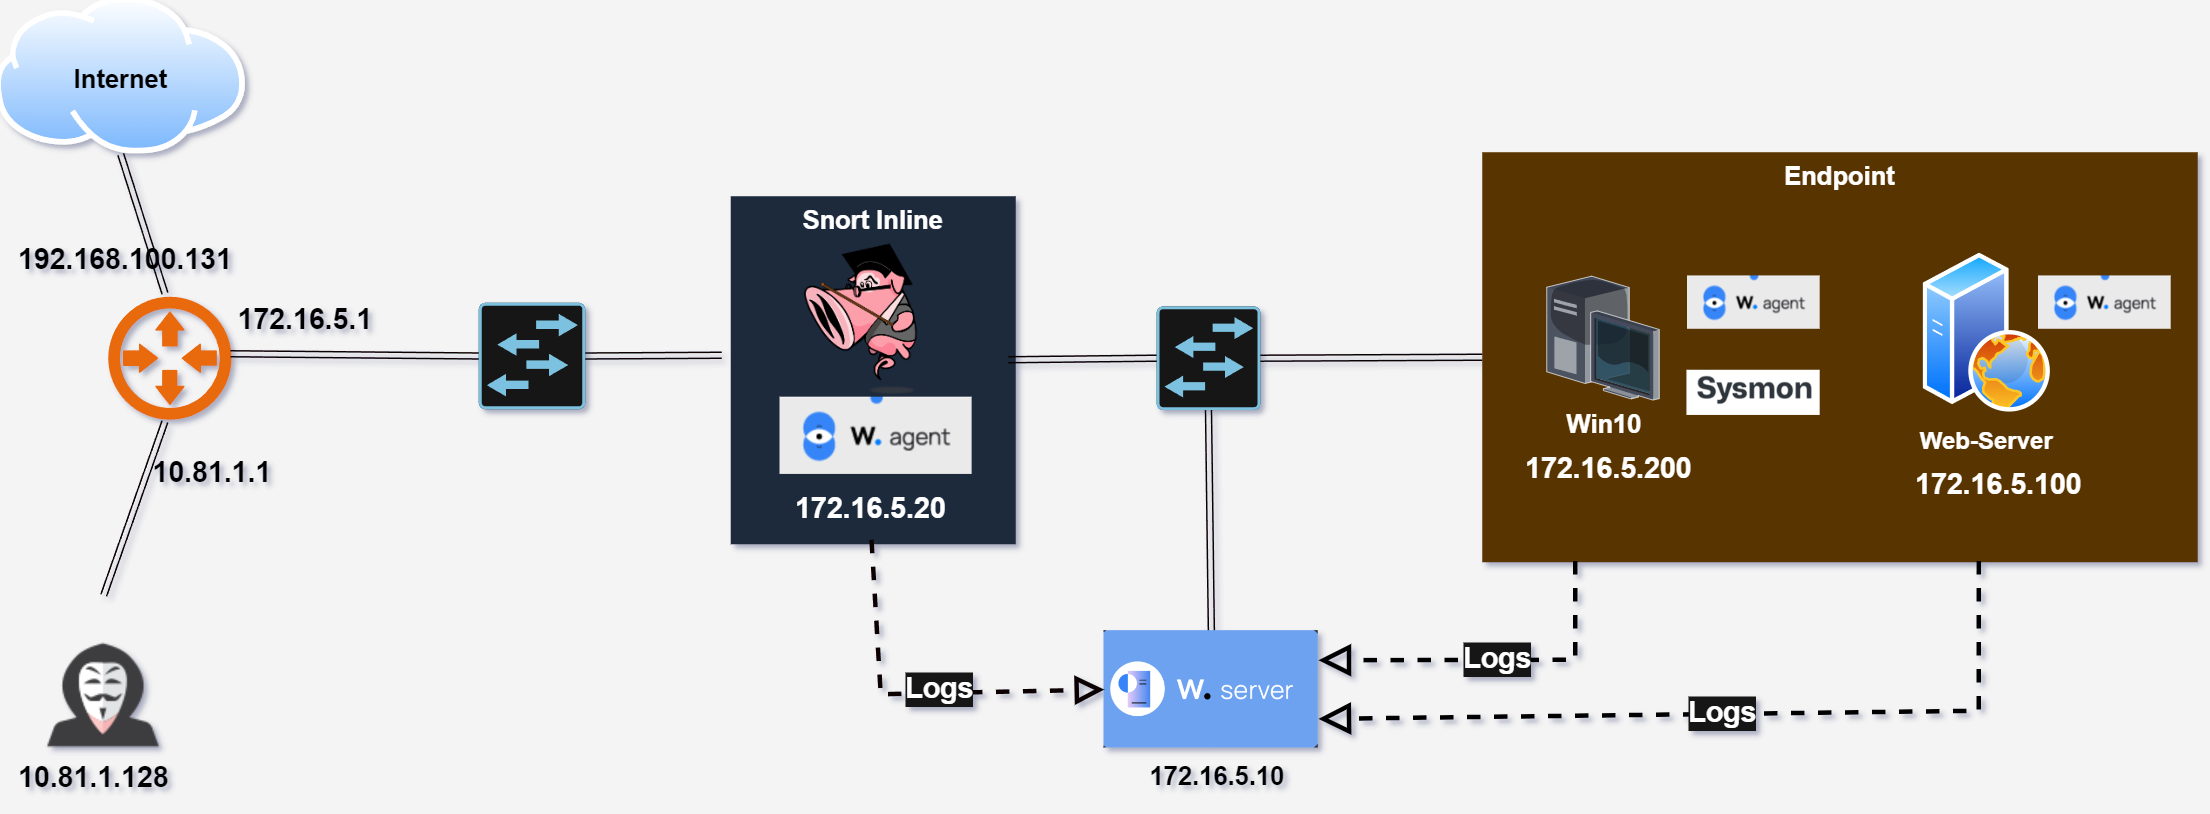 Internet
192.168.100.131
172.16.5.1
10.81.1.1
10.81.1.128
Snort Inline
W. agent
172.16.5.20
Logs
W. server
172.16.5.10
Endpoint
W. agent
Sysmon
Win10
172.16.5.200
W. agent
Web-Server
172.16.5.100
Logs
Logs